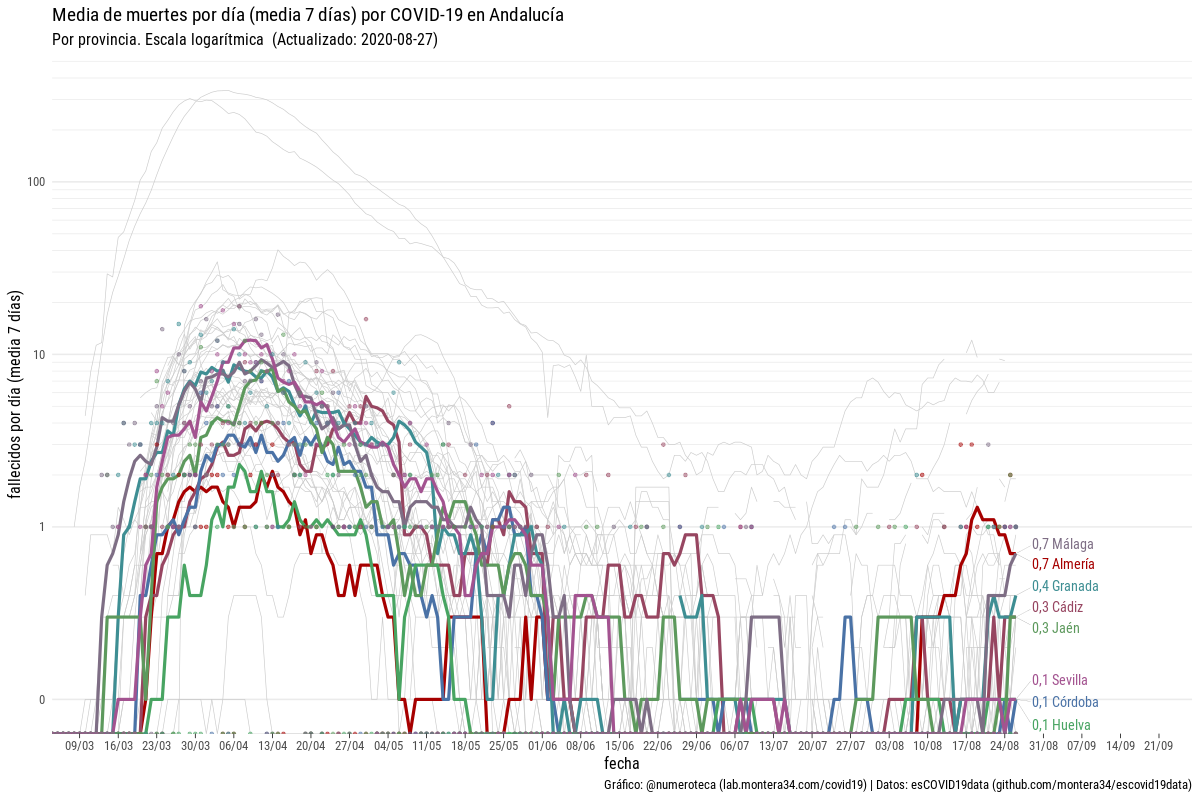 Media de muertes por día (media 7 días) por COVID-19 en Andalucía
Por provincia. Escala logarítmica (Actualizado: 2020-08-27)
fallecidos por día (media 7 días)
100
10
1
0
0,7 Málaga
0,7 Almería
0,4 Granada
0,3 Cádiz
0,3 Jaén
0,1 Sevilla
0,1 Córdoba
0,1 Huelva
09/03 16/03 23/03 30/03 06/04 13/04 20/04 27/04 04/05 11/05 18/05 25/05 01/06 08/06 15/06 22/06 29/06 06/07 13/07 20/07 27/07 03/08 10/08 17/08 24/08 31/08 07/09 14/09 21/09
fecha
Gráfico: @numeroteca (lab.montera34.com/covid19) | Datos: esCOVID19data (github.com/montera34/escovid19data)